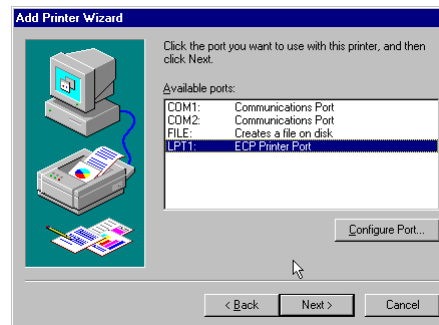 Add Printer Wizard
Click the port you want to use with this printer, and then
click Next.
Available ports:
COM1: Communications Port
COM2: Communications Port
FILE: Creates a file on disk
LPT1: ECP Printer Port
Configure Port...
< Back Next > Cancel